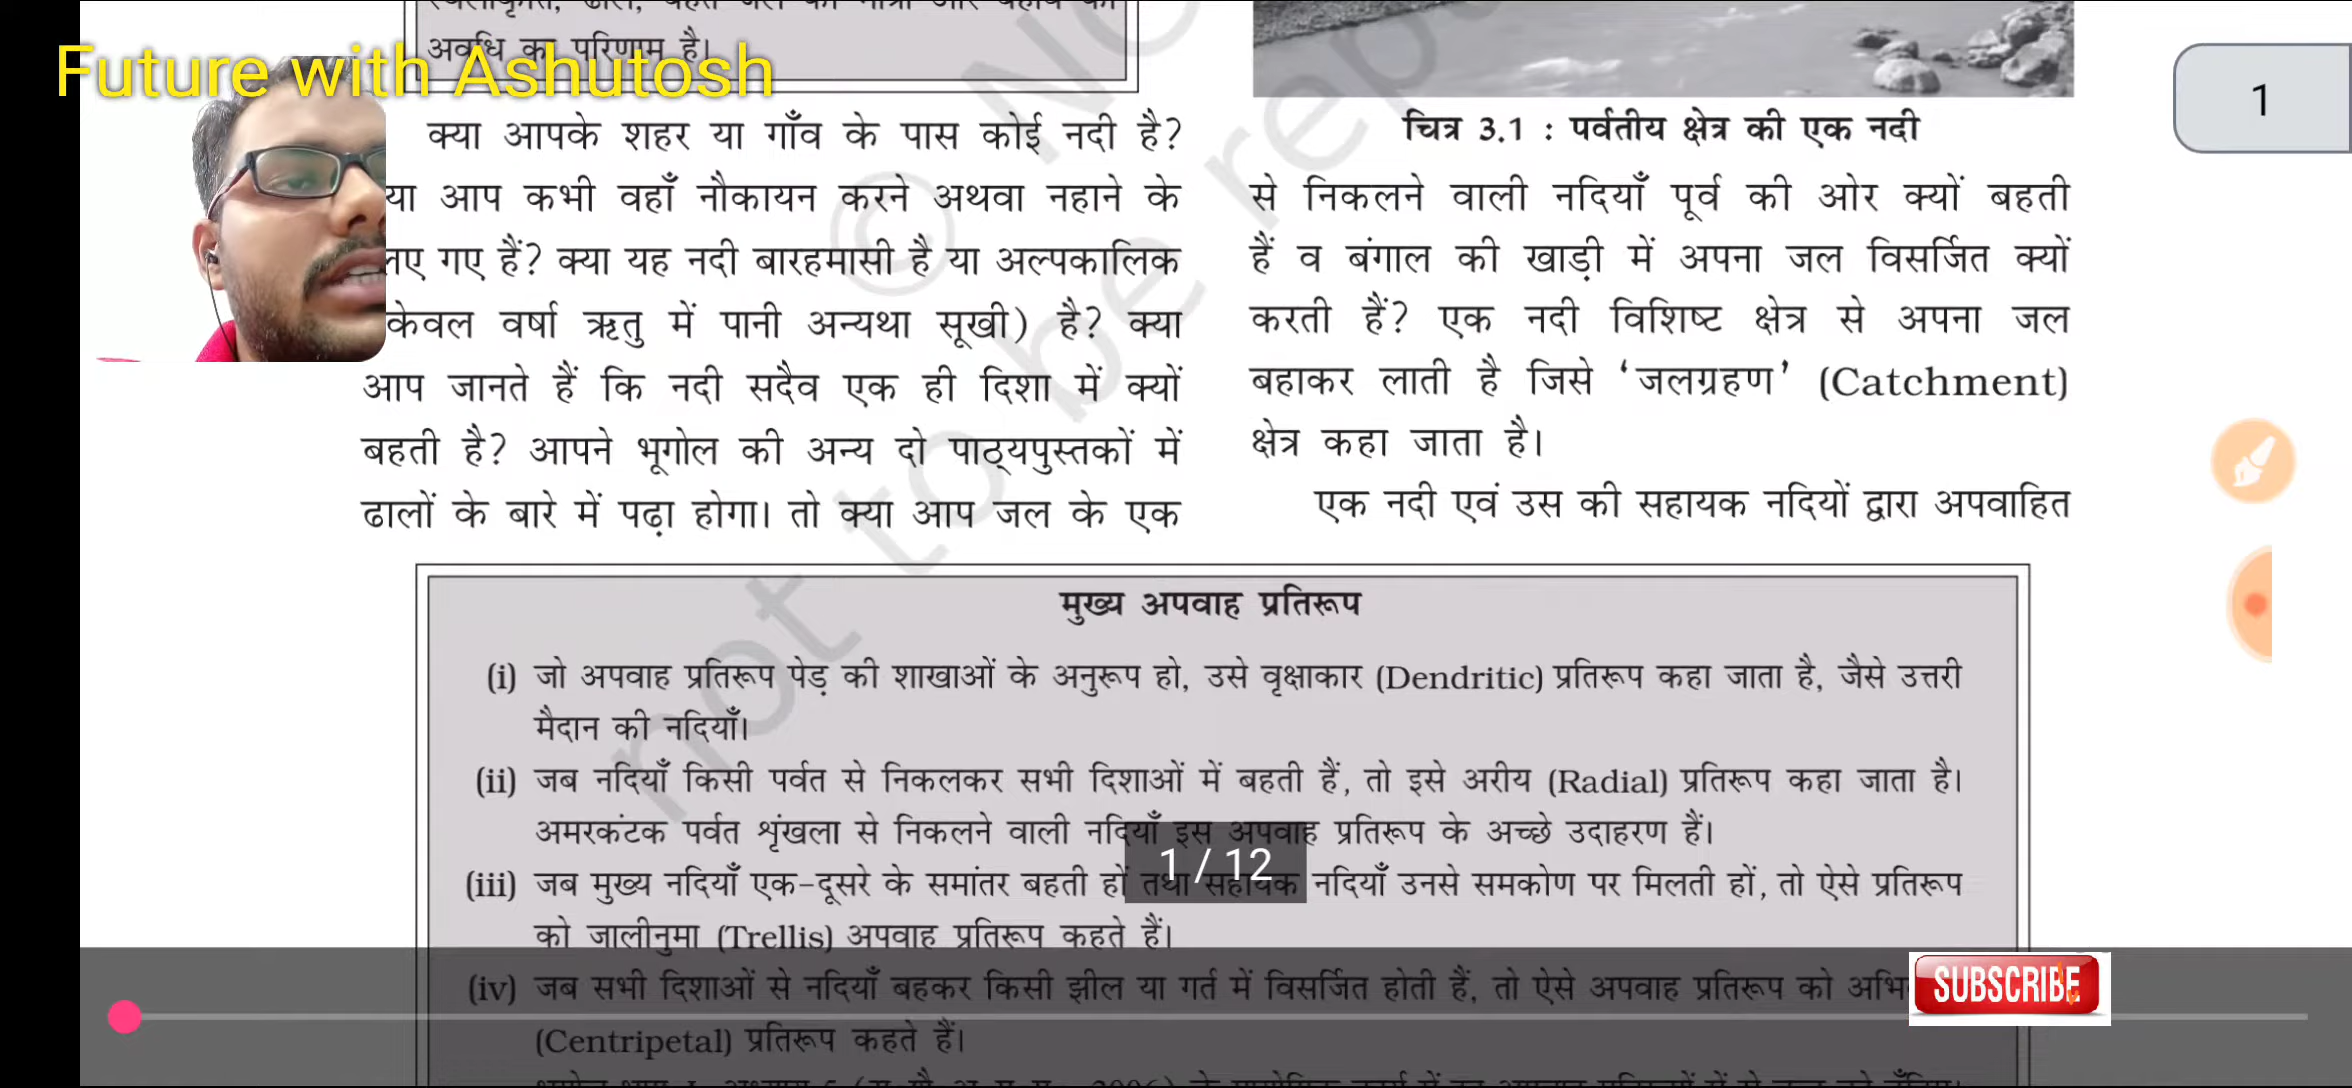 अवधि का परिणाम है।
Future with Ashutosh
1
क्या आपके शहर या गाँव के पास कोई नदी है?
या आप कभी वहाँ नौकायन करने अथवा नहाने के
गए हैं? क्या यह नदी बारहमासी है या अल्पकालिक
केवल वर्षा ऋतु में पानी अन्यथा सूखी) है? क्या
आप जानते हैं कि नदी सदैव एक ही दिशा में क्यों
बहती है? आपने भूगोल की अन्य दो पाठ्यपुस्तकों में
ढालों के बारे में पढ़ा होगा। तो क्या आप जल के एक
चित्र 3.1 : पर्वतीय क्षेत्र की एक नदी
से निकलने वाली नदियाँ पूर्व की ओर क्यों बहती
हैं व बंगाल की खाड़ी में अपना जल विसर्जित क्यों
करती हैं? एक नदी विशिष्ट क्षेत्र से अपना जल
बहाकर लाती है जिसे ‘जलग्रहण’ (Catchment)
क्षेत्र कहा जाता है।
एक नदी एवं उस की सहायक नदियों द्वारा अपवाहित
© NC
not to be rep
मुख्य अपवाह प्रतिरूप
(i) जो अपवाह प्रतिरूप पेड़ की शाखाओं के अनुरूप हो, उसे वृक्षाकार (Dendritic) प्रतिरूप कहा जाता है, जैसे उत्तरी
मैदान की नदियाँ।
(ii) जब नदियाँ किसी पर्वत से निकलकर सभी दिशाओं में बहती हैं, तो इसे अरीय (Radial) प्रतिरूप कहा जाता है।
अमरकंटक पर्वत श्रृंखला से निकलने वाली नदियाँ इस अपवाह प्रतिरूप के अच्छे उदाहरण हैं।
1 / 12
(iii) जब मुख्य नदियाँ एक-दूसरे के समांतर बहती हों तथा सहायक नदियाँ उनसे समकोण पर मिलती हों, तो ऐसे प्रतिरूप
को जालीनुमा (Trellis) अपवाह प्रतिरूप कहते हैं।
(iv) जब सभी दिशाओं से नदियाँ बहकर किसी झील या गर्त में विसर्जित होती हैं, तो ऐसे अपवाह प्रतिरूप को
(Centripetal) प्रतिरूप कहते हैं।
SUBSCRIBE